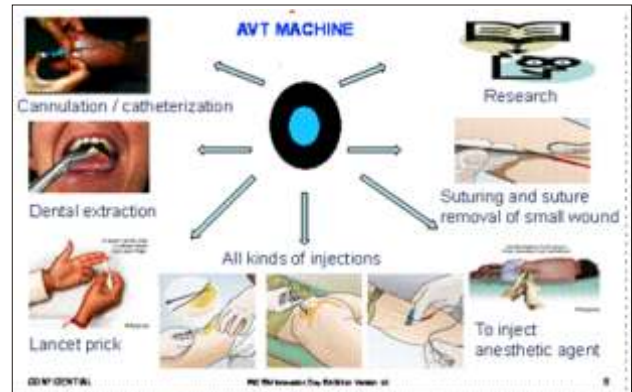 AVT MACHINE
Cannulation / catheterization
Research
Dental extraction
Suturing and suture
removal of small wound
All kinds of injections
Lancet prick
To inject
anesthetic agent
CONFIDENTIAL